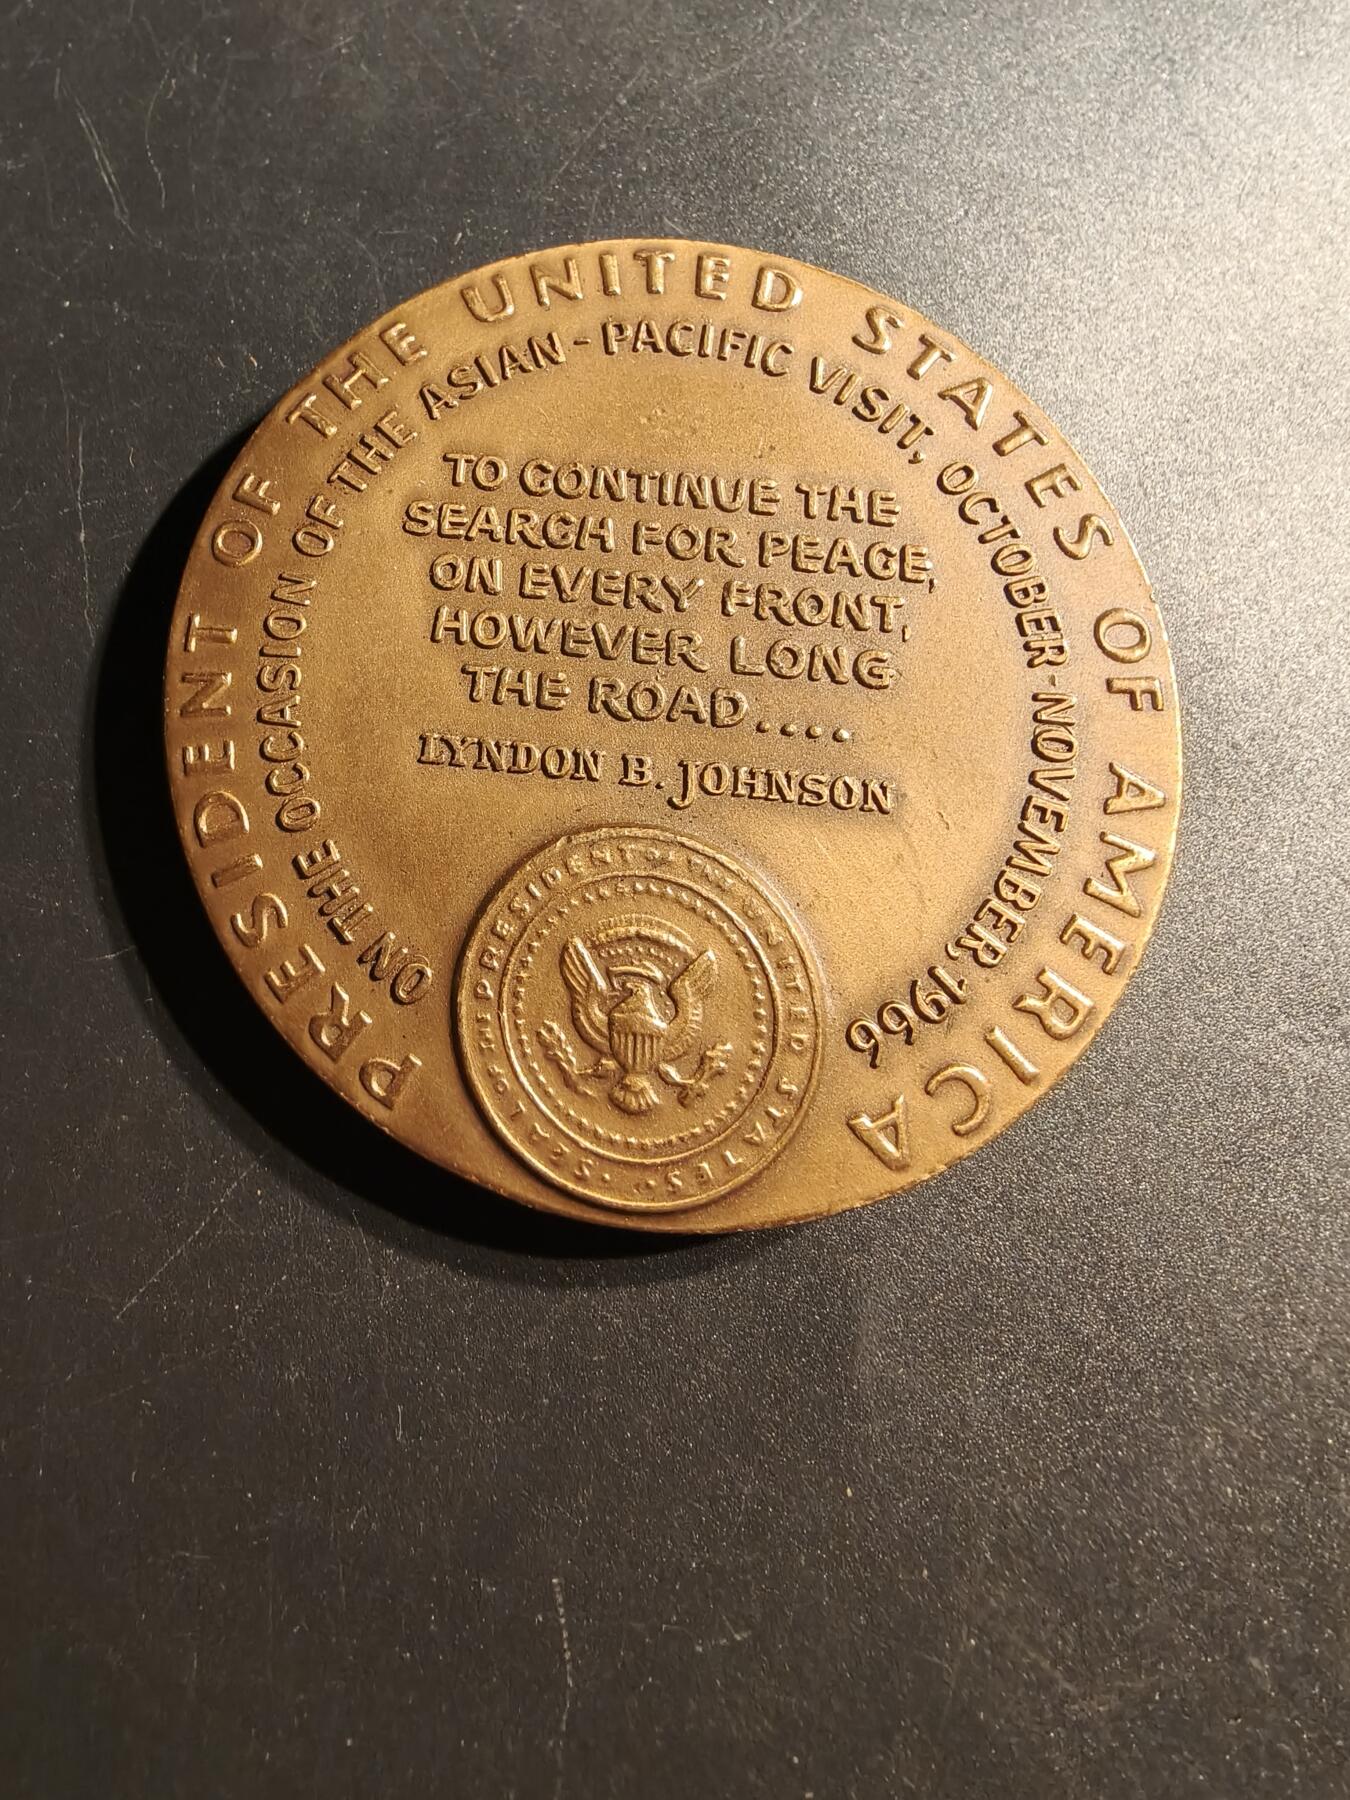 PRESIDENT OF THE UNITED STATES OF AMERICA
ON THE OCCASION OF THE ASIAN-PACIFIC VISIT, OCTOBER-NOVEMBER, 1966
TO CONTINUE THE
SEARCH FOR PEACE,
ON EVERY FRONT,
HOWEVER LONG
THE ROAD....
LYNDON B. JOHNSON
SEAL OF THE PRESIDENT OF THE UNITED STATES